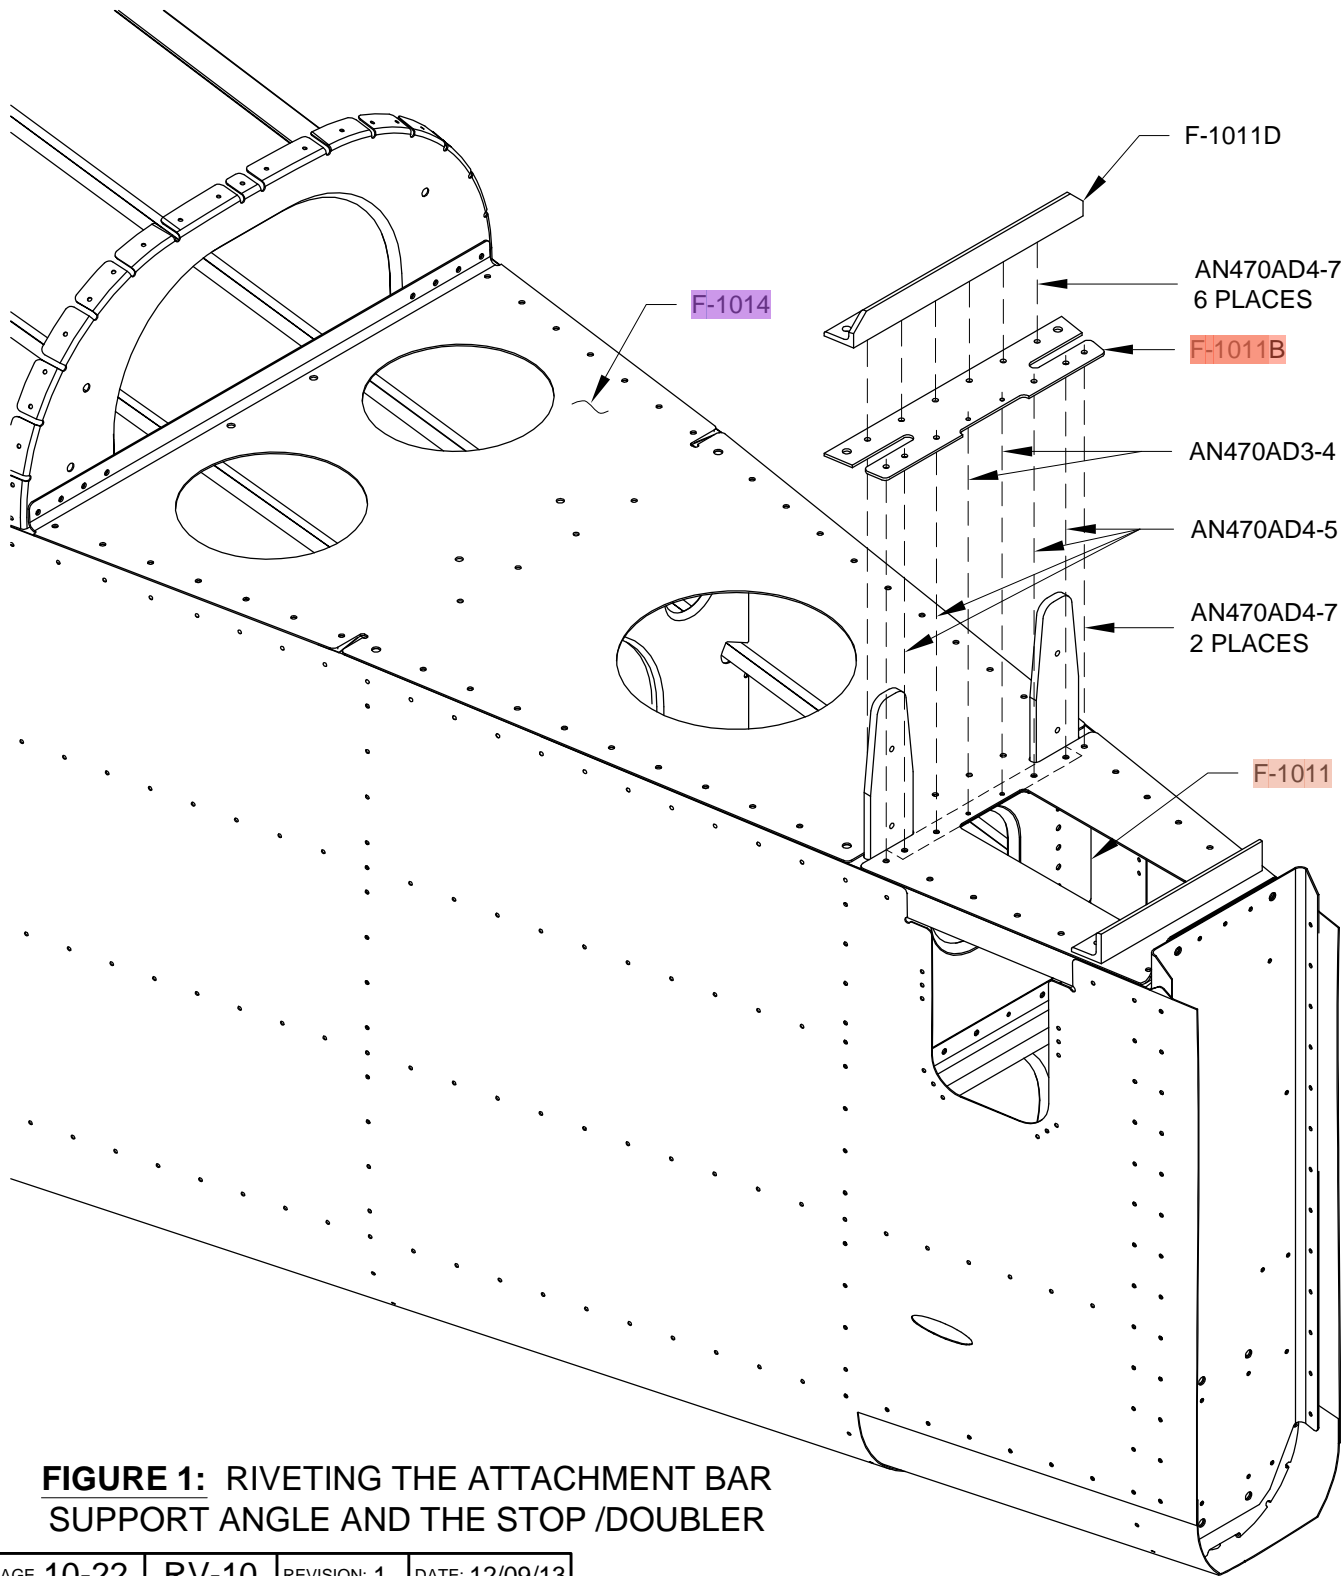 F-1011D
AN470AD4-7
6 PLACES
F-1014
F-1011B
AN470AD3-4
AN470AD4-5
AN470AD4-7
2 PLACES
F-1011
FIGURE 1: RIVETING THE ATTACHMENT BAR
SUPPORT ANGLE AND THE STOP /DOUBLER
10-22 RV-10 REVISION: 1 DATE: 12/09/13